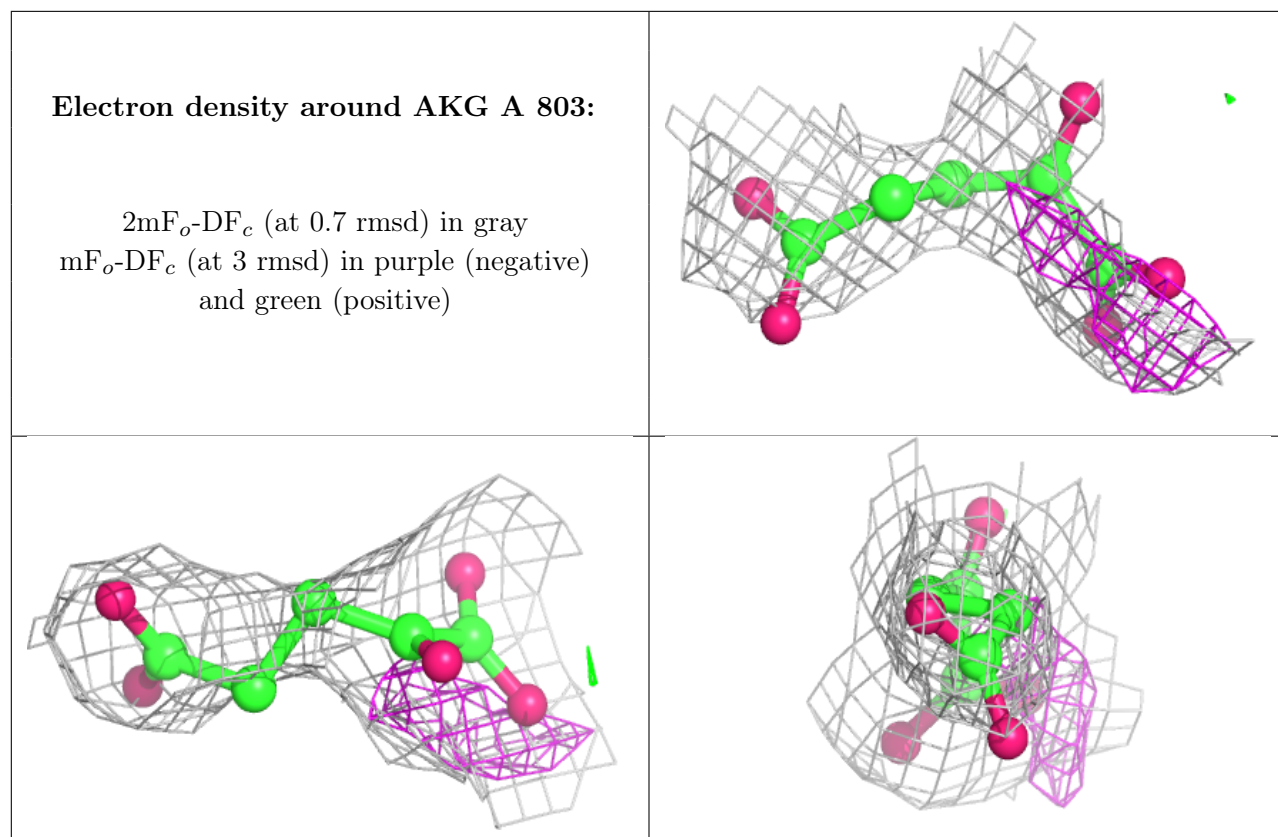 Electron density around AKG A 803:
2mFₒ-DF𝒸 (at 0.7 rmsd) in gray
mFₒ-DF𝒸 (at 3 rmsd) in purple (negative)
and green (positive)